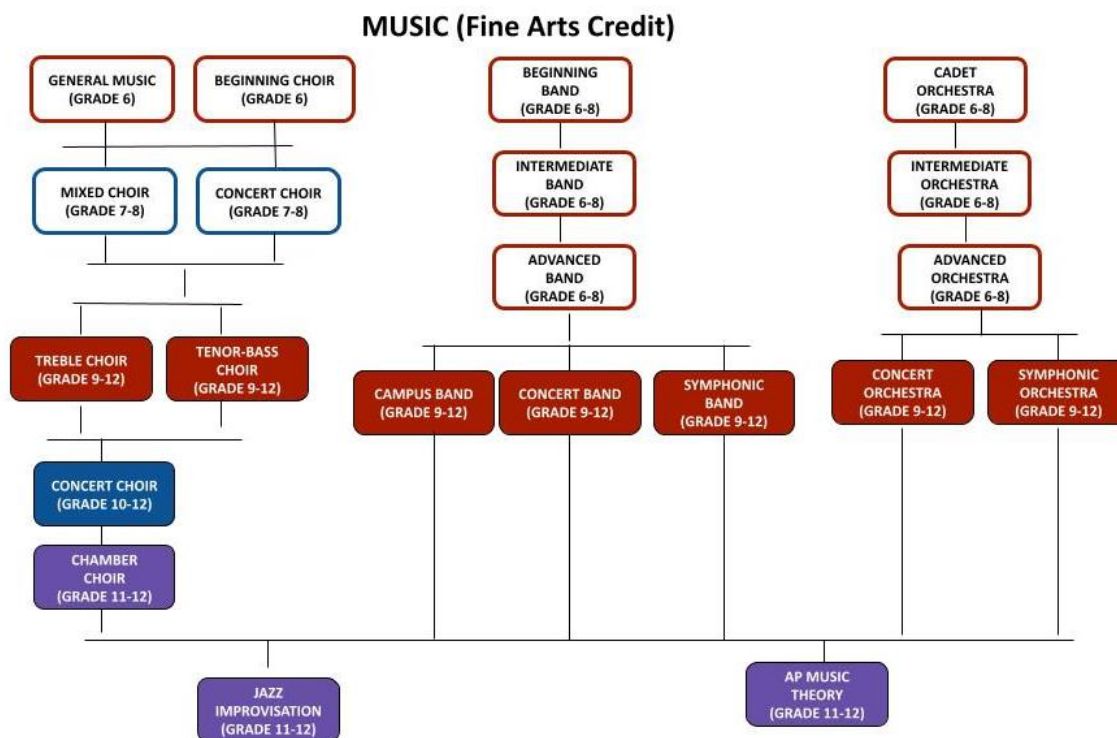 MUSIC (Fine Arts Credit)
GENERAL MUSIC
(GRADE 6)
BEGINNING CHOIR
(GRADE 6)
BEGINNING
BAND
(GRADE 6-8)
CADET
ORCHESTRA
(GRADE 6-8)
MIXED CHOIR
(GRADE 7-8)
CONCERT CHOIR
(GRADE 7-8)
INTERMEDIATE
BAND
(GRADE 6-8)
INTERMEDIATE
ORCHESTRA
(GRADE 6-8)
ADVANCED
BAND
(GRADE 6-8)
ADVANCED
ORCHESTRA
(GRADE 6-8)
TREBLE CHOIR
(GRADE 9-12)
TENOR-BASS
CHOIR
(GRADE 9-12)
CAMPUS BAND
(GRADE 9-12)
CONCERT BAND
(GRADE 9-12)
SYMPHONIC
BAND
(GRADE 9-12)
CONCERT
ORCHESTRA
(GRADE 9-12)
SYMPHONIC
ORCHESTRA
(GRADE 9-12)
CONCERT CHOIR
(GRADE 10-12)
CHAMBER
CHOIR
(GRADE 11-12)
JAZZ
IMPROVISATION
(GRADE 11-12)
AP MUSIC
THEORY
(GRADE 11-12)